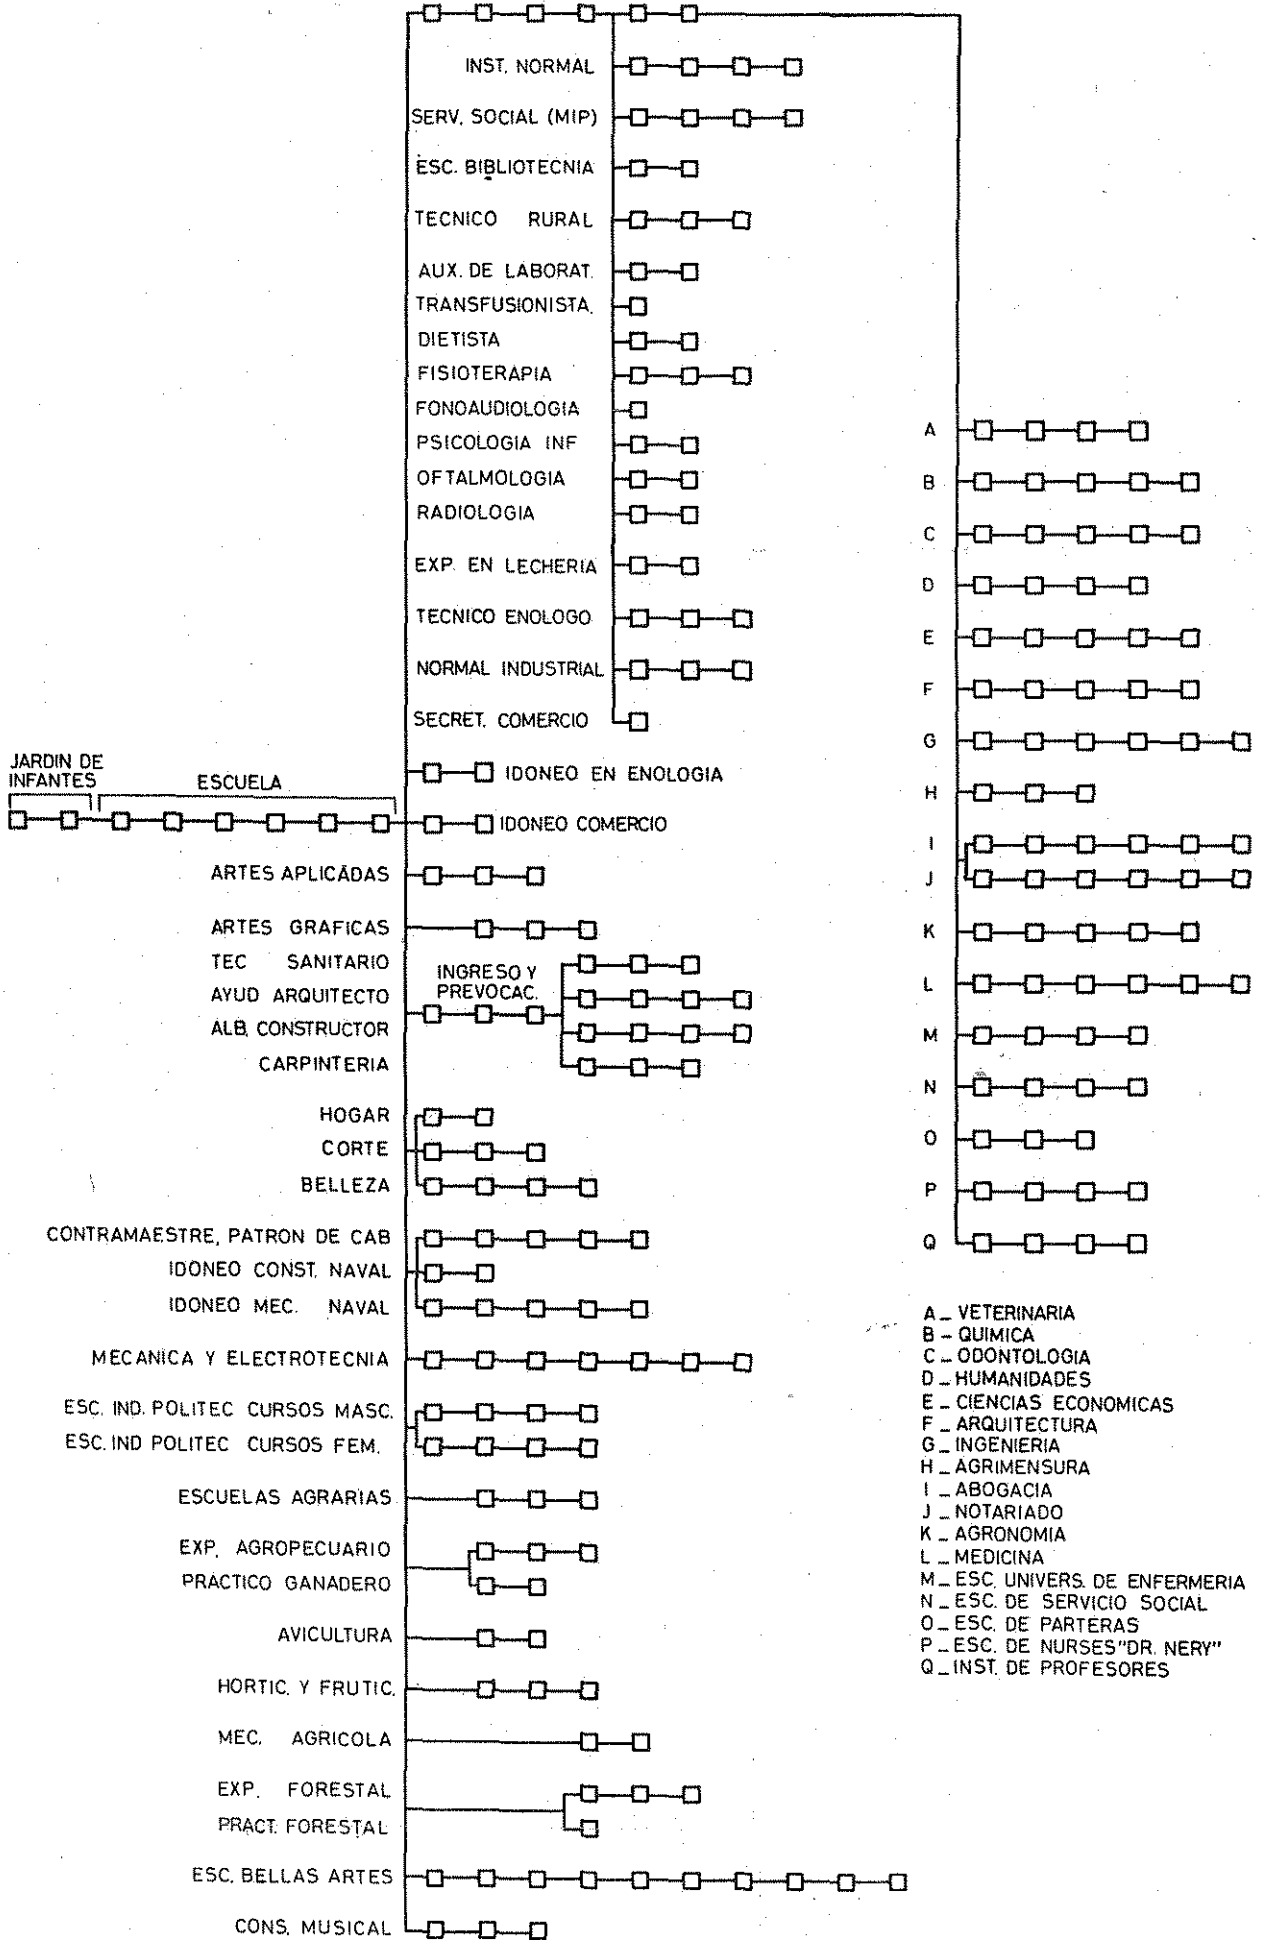 INST. NORMAL
SERV. SOCIAL (MIP)
ESC. BIBLIOTECNIA
TECNICO RURAL
AUX. DE LABORAT.
TRANSFUSIONISTA.
DIETISTA
FISIOTERAPIA
FONOAUDIOLOGIA
PSICOLOGIA INF
OFTALMOLOGIA
RADIOLOGIA
EXP. EN LECHERIA
TECNICO ENOLOGO
NORMAL INDUSTRIAL
SECRET. COMERCIO
IDONEO EN ENOLOGIA
JARDIN DE
INFANTES
ESCUELA
IDONEO COMERCIO
ARTES APLICADAS
ARTES GRAFICAS
TEC SANITARIO
INGRESO Y
PREVOCAC.
AYUD ARQUITECTO
ALB. CONSTRUCTOR
CARPINTERIA
HOGAR
CORTE
BELLEZA
CONTRAMAESTRE, PATRON DE CAB
IDONEO CONST. NAVAL
IDONEO MEC. NAVAL
MECANICA Y ELECTROTECNIA
ESC. IND. POLITEC CURSOS MASC.
ESC. IND POLITEC CURSOS FEM.
ESCUELAS AGRARIAS
EXP. AGROPECUARIO
PRACTICO GANADERO
AVICULTURA
HORTIC. Y FRUTIC.
MEC. AGRICOLA
EXP. FORESTAL
PRACT. FORESTAL
ESC. BELLAS ARTES
CONS. MUSICAL
A
B
C
D
E
F
G
H
I
J
K
L
M
N
O
P
Q
A _ VETERINARIA
B - QUIMICA
C _ ODONTOLOGIA
D _ HUMANIDADES
E _ CIENCIAS ECONOMICAS
F _ ARQUITECTURA
G _ INGENIERIA
H _ AGRIMENSURA
I _ ABOGACIA
J _ NOTARIADO
K _ AGRONOMIA
L _ MEDICINA
M _ ESC. UNIVERS. DE ENFERMERIA
N _ ESC. DE SERVICIO SOCIAL
O _ ESC. DE PARTERAS
P _ ESC. DE NURSES "DR. NERY"
Q _ INST. DE PROFESORES